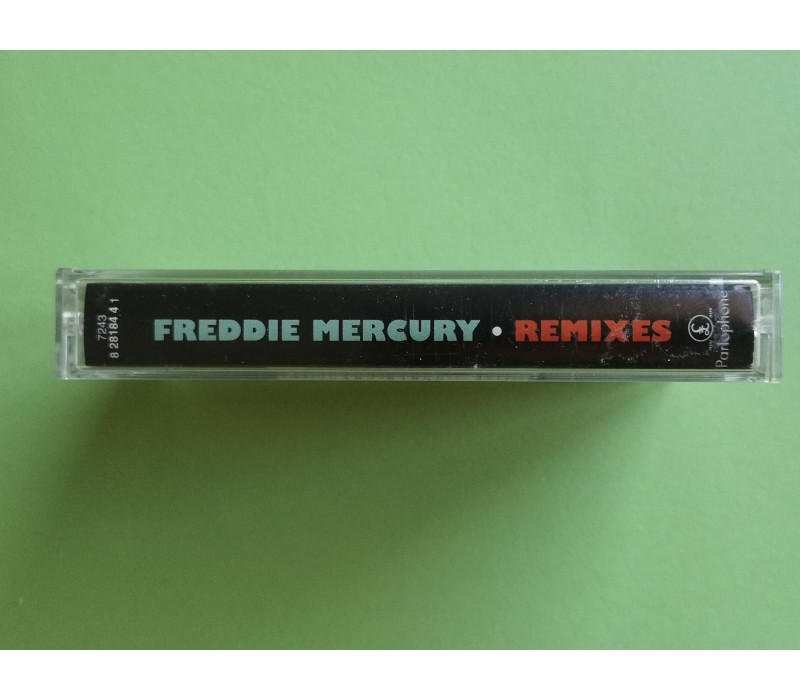 7243
8 28184 4 1
FREDDIE MERCURY • REMIXES
£
Parlophone